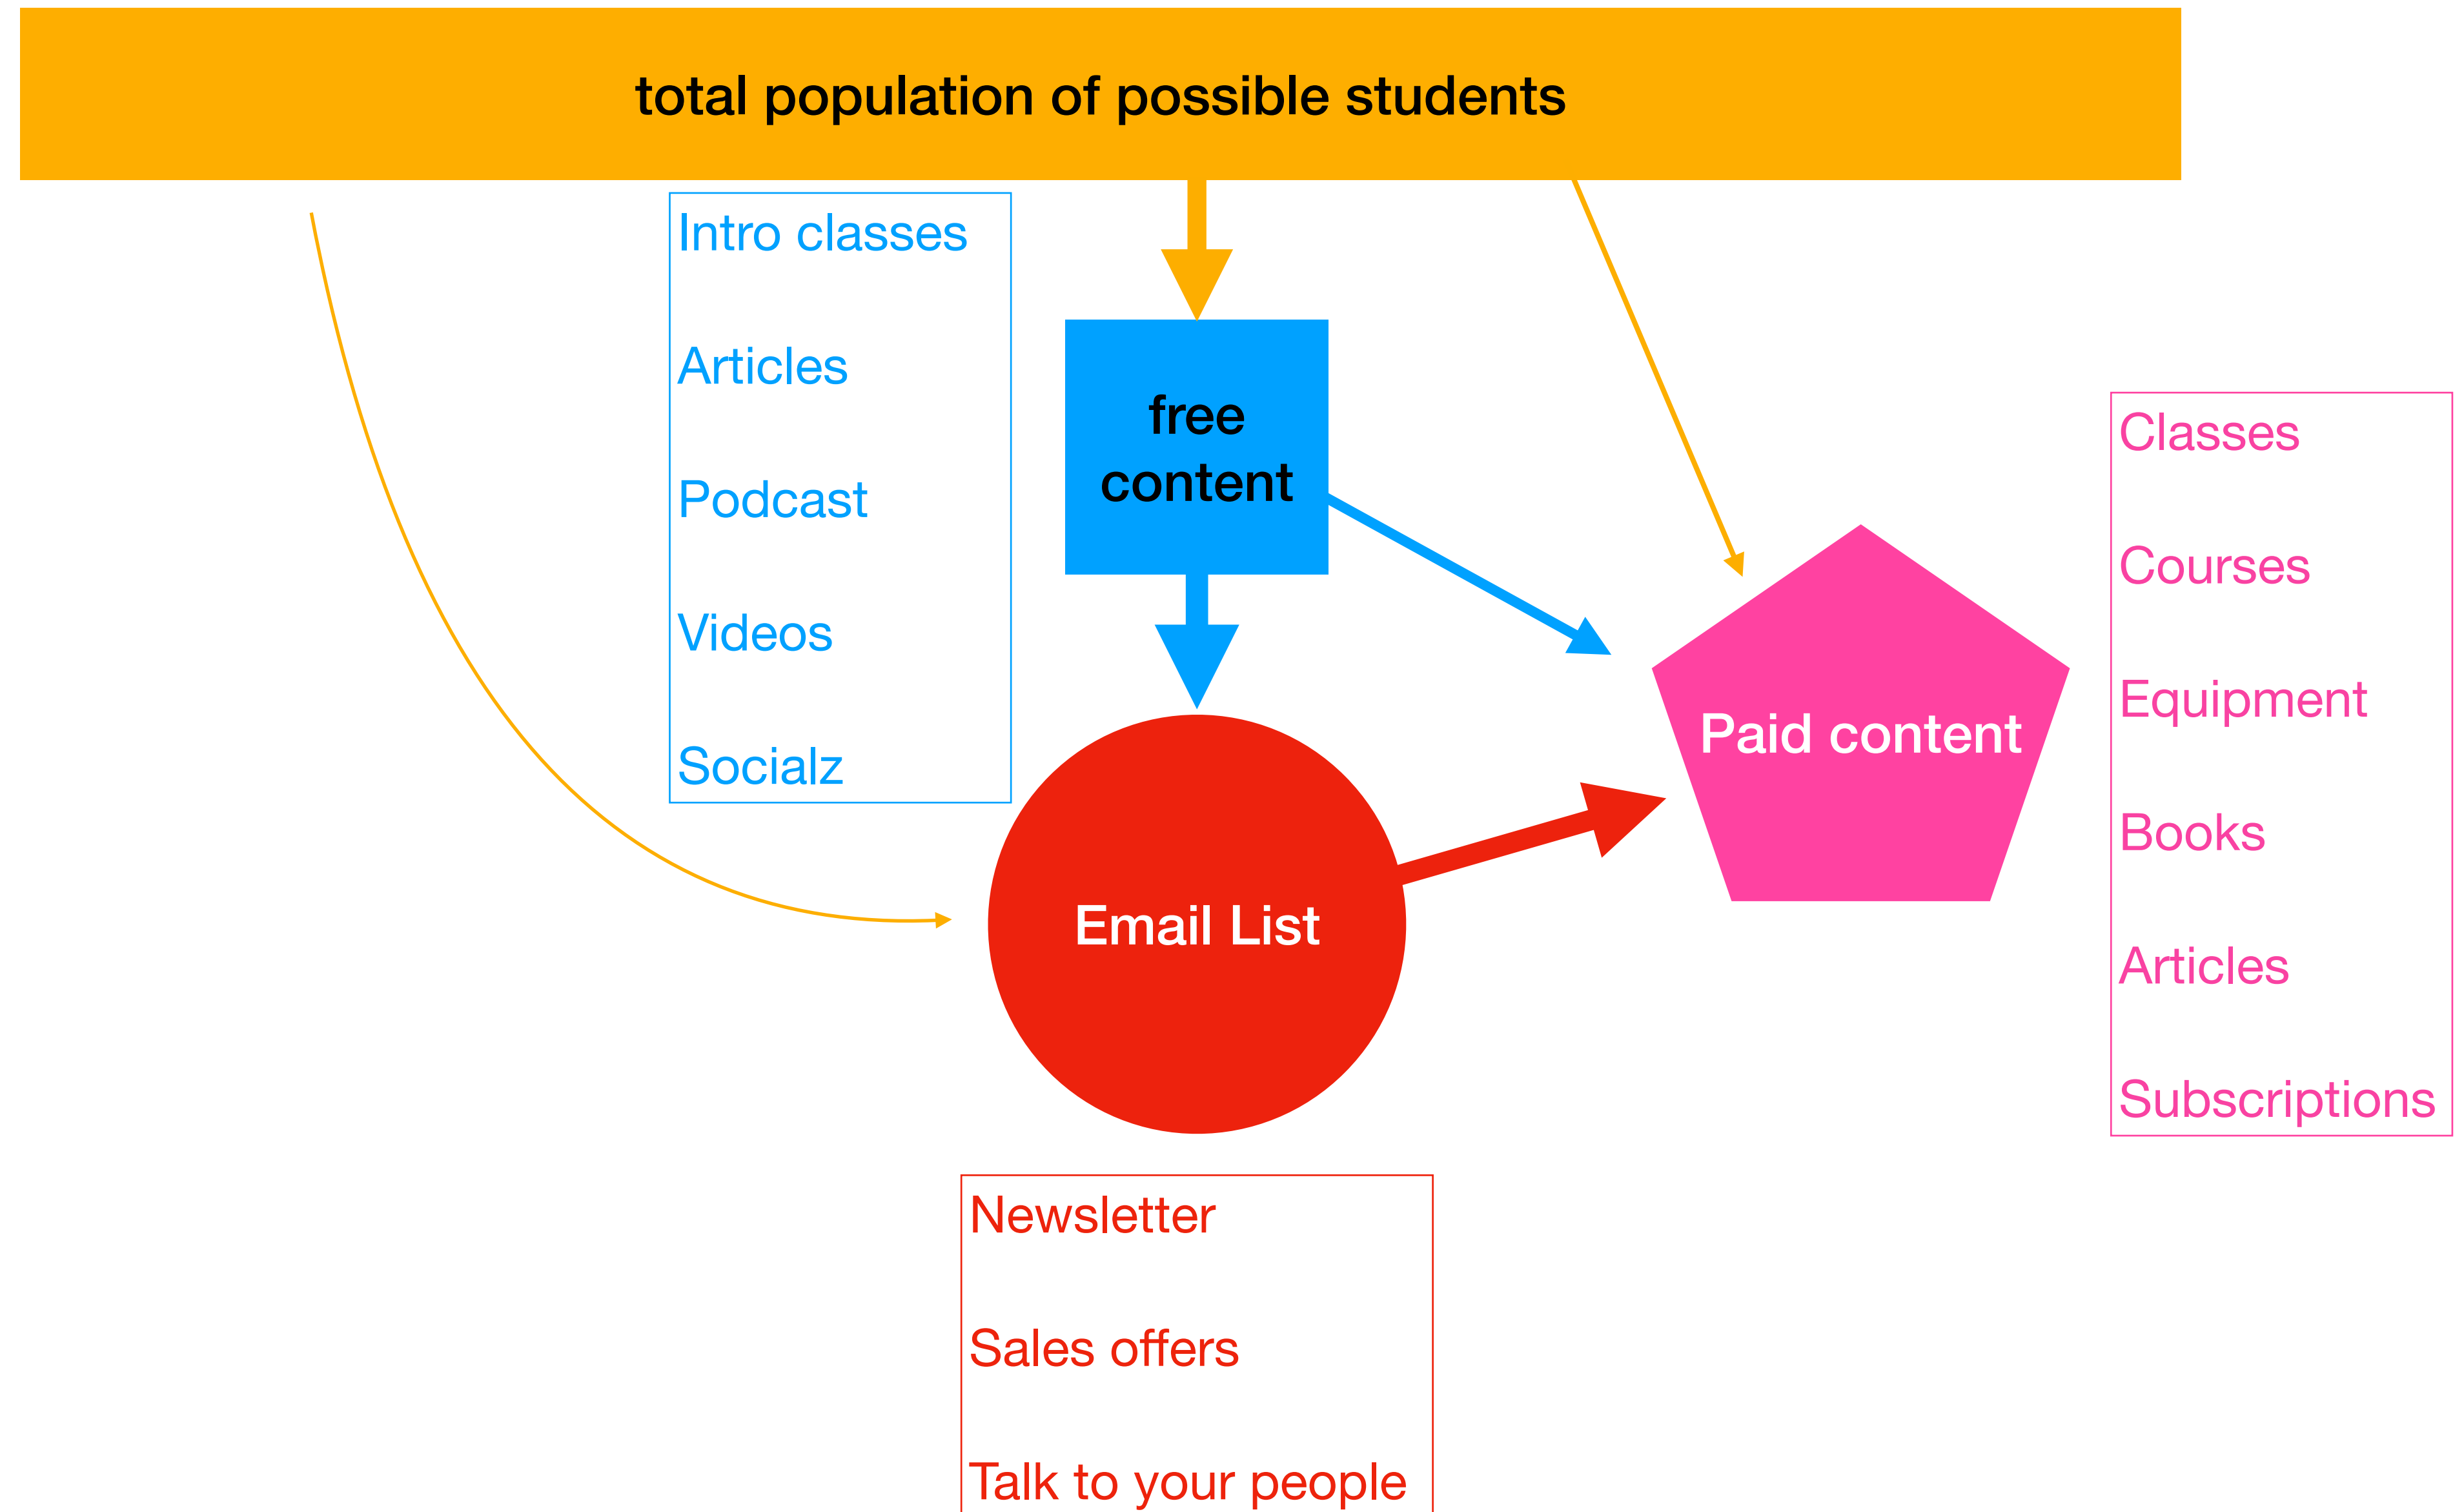 total population of possible students
Intro classes
Articles
Podcast
Videos
Socialz
free
content
Paid content
Classes
Courses
Equipment
Books
Articles
Subscriptions
Email List
Newsletter
Sales offers
Talk to your people